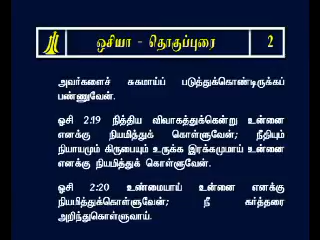 ஒசியா - தொகுப்புரை
2
அவர்களைச் சுகமாய்ப் படுத்துக்கொண்டிருக்கப்
பண்ணுவேன்.
ஓசி 2:19 நித்திய விவாகத்துக்கென்று உன்னை
எனக்கு நியமித்துக் கொள்ளுவேன்; நீதியும்
நியாயமும் கிருபையும் உருக்க இரக்கமுமாய் உன்னை
எனக்கு நியமித்துக் கொள்ளுவேன்.
ஓசி 2:20 உண்மையாய் உன்னை எனக்கு
நியமித்துக்கொள்ளுவேன்; நீ கர்த்தரை
அறிந்துகொள்ளுவாய்.